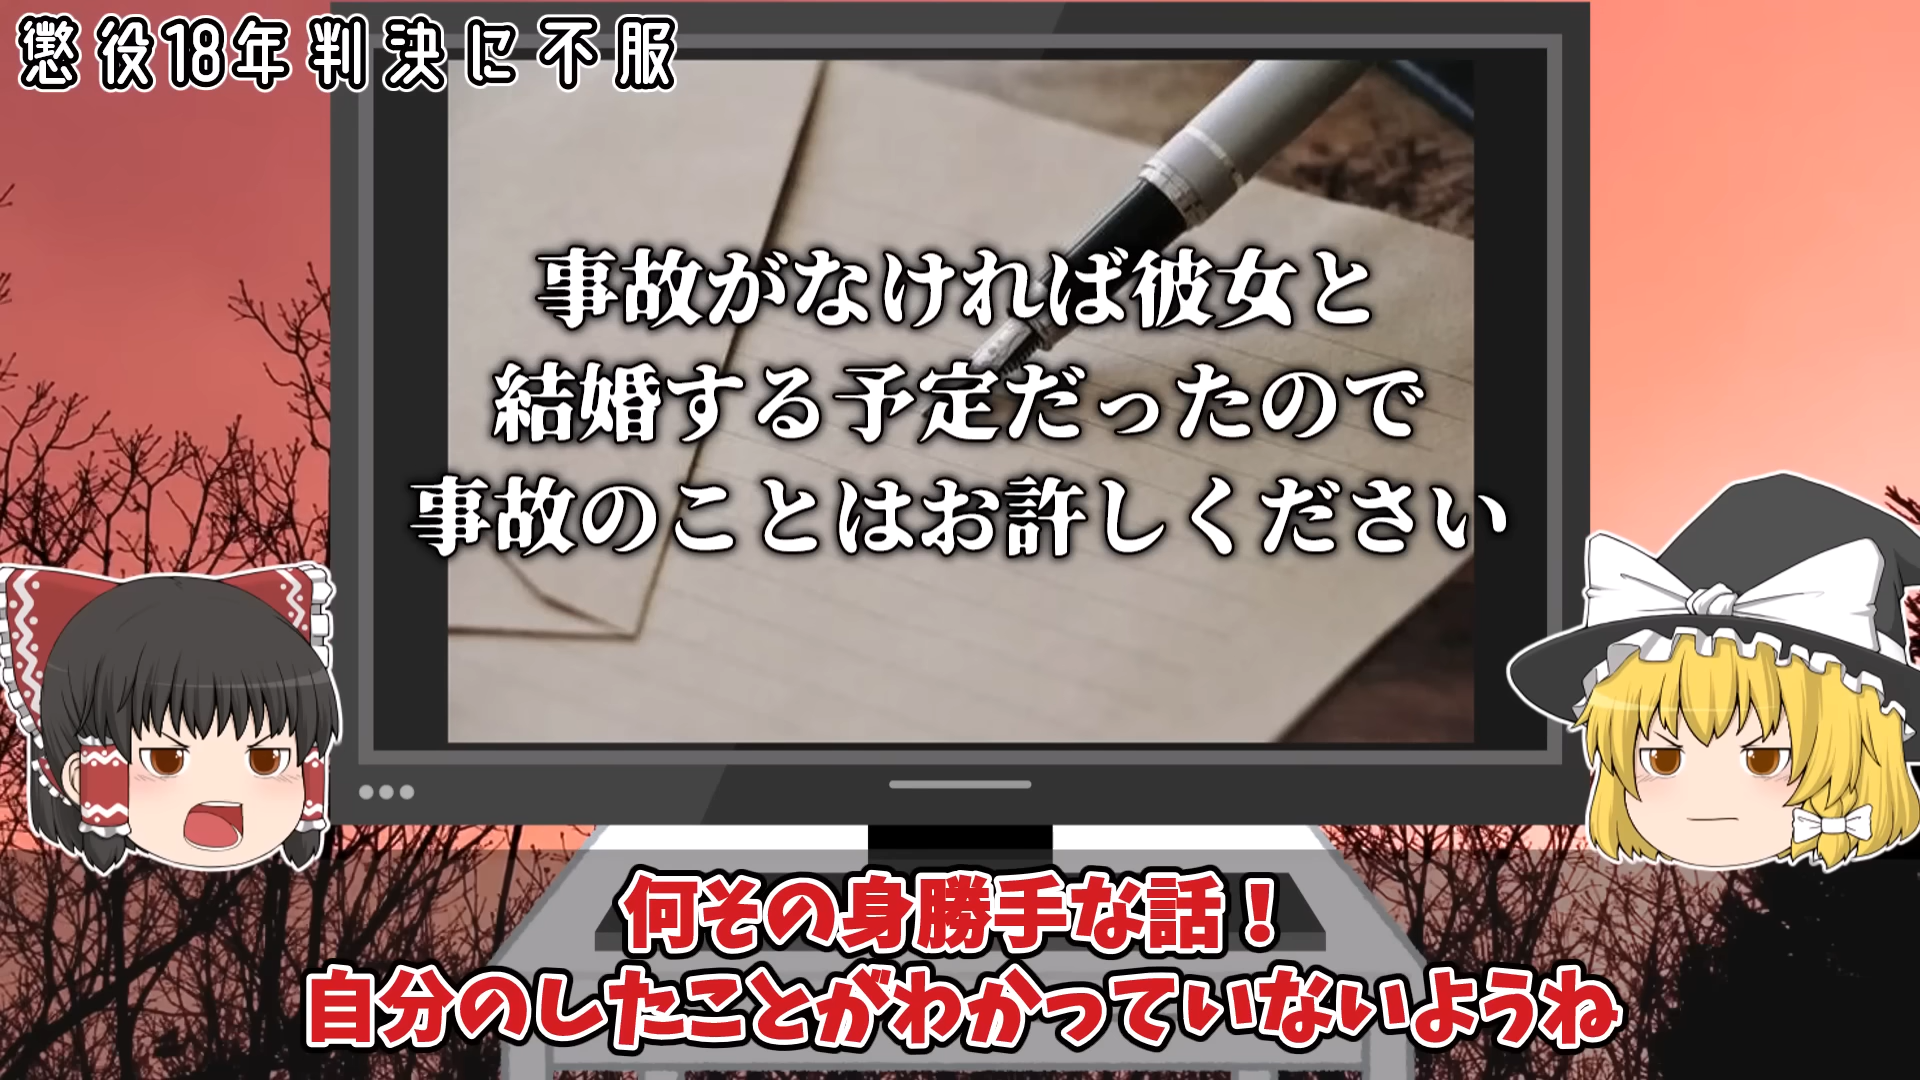 懲役18年判決に不服
事故がなければ彼女と
結婚する予定だったので
事故のことはお許しください
何その身勝手な話！
自分のしたことがわかっていないようね